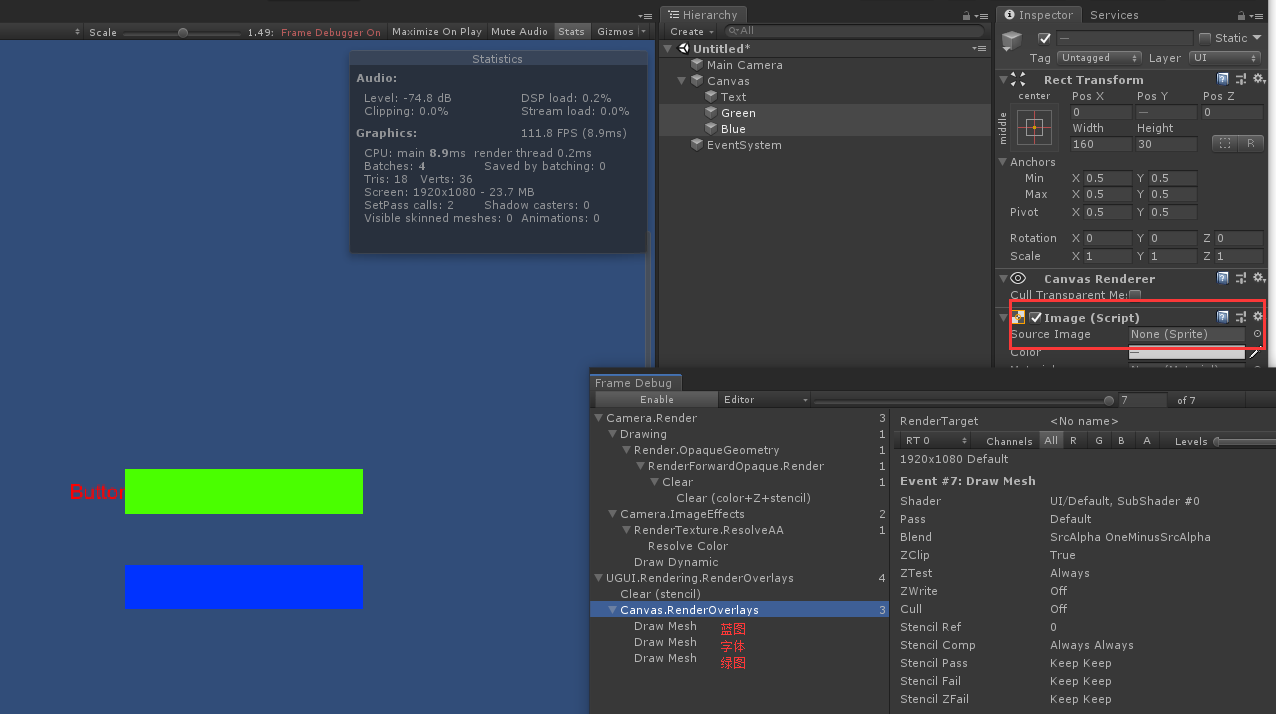 Scale 1.49: Frame Debugger On Maximize On Play Mute Audio Stats Gizmos
Statistics
Audio:
Level: -74.8 dB DSP load: 0.2%
Clipping: 0.0% Stream load: 0.0%
Graphics: 111.8 FPS (8.9ms)
CPU: main 8.9ms render thread 0.2ms
Batches: 4 Saved by batching: 0
Tris: 18 Verts: 36
Screen: 1920x1080 - 23.7 MB
SetPass calls: 2 Shadow casters: 0
Visible skinned meshes: 0 Animations: 0
Button
Hierarchy
Create All
Untitled*
Main Camera
Canvas
Text
Green
Blue
EventSystem
Inspector Services
— Static
Tag Untagged Layer UI
Rect Transform
center Pos X Pos Y Pos Z
middle 0 — 0
Width Height
160 30 R
Anchors
Min X 0.5 Y 0.5
Max X 0.5 Y 0.5
Pivot X 0.5 Y 0.5
Rotation X 0 Y 0 Z 0
Scale X 1 Y 1 Z 1
Canvas Renderer
Cull Transparent Me:
Image (Script)
Source Image None (Sprite)
Color —
Frame Debug
Enable Editor 7 of 7
Camera.Render 3
Drawing 1
Render.OpaqueGeometry 1
RenderForwardOpaque.Render 1
Clear 1
Clear (color+Z+stencil)
Camera.ImageEffects 2
RenderTexture.ResolveAA 1
Resolve Color
Draw Dynamic
UGUI.Rendering.RenderOverlays 4
Clear (stencil)
Canvas.RenderOverlays 3
Draw Mesh 蓝图
Draw Mesh 字体
Draw Mesh 绿图
RenderTarget <No name>
RT 0 Channels All R G B A Levels
1920x1080 Default
Event #7: Draw Mesh
Shader UI/Default, SubShader #0
Pass Default
Blend SrcAlpha OneMinusSrcAlpha
ZClip True
ZTest Always
ZWrite Off
Cull Off
Stencil Ref 0
Stencil Comp Always Always
Stencil Pass Keep Keep
Stencil Fail Keep Keep
Stencil ZFail Keep Keep